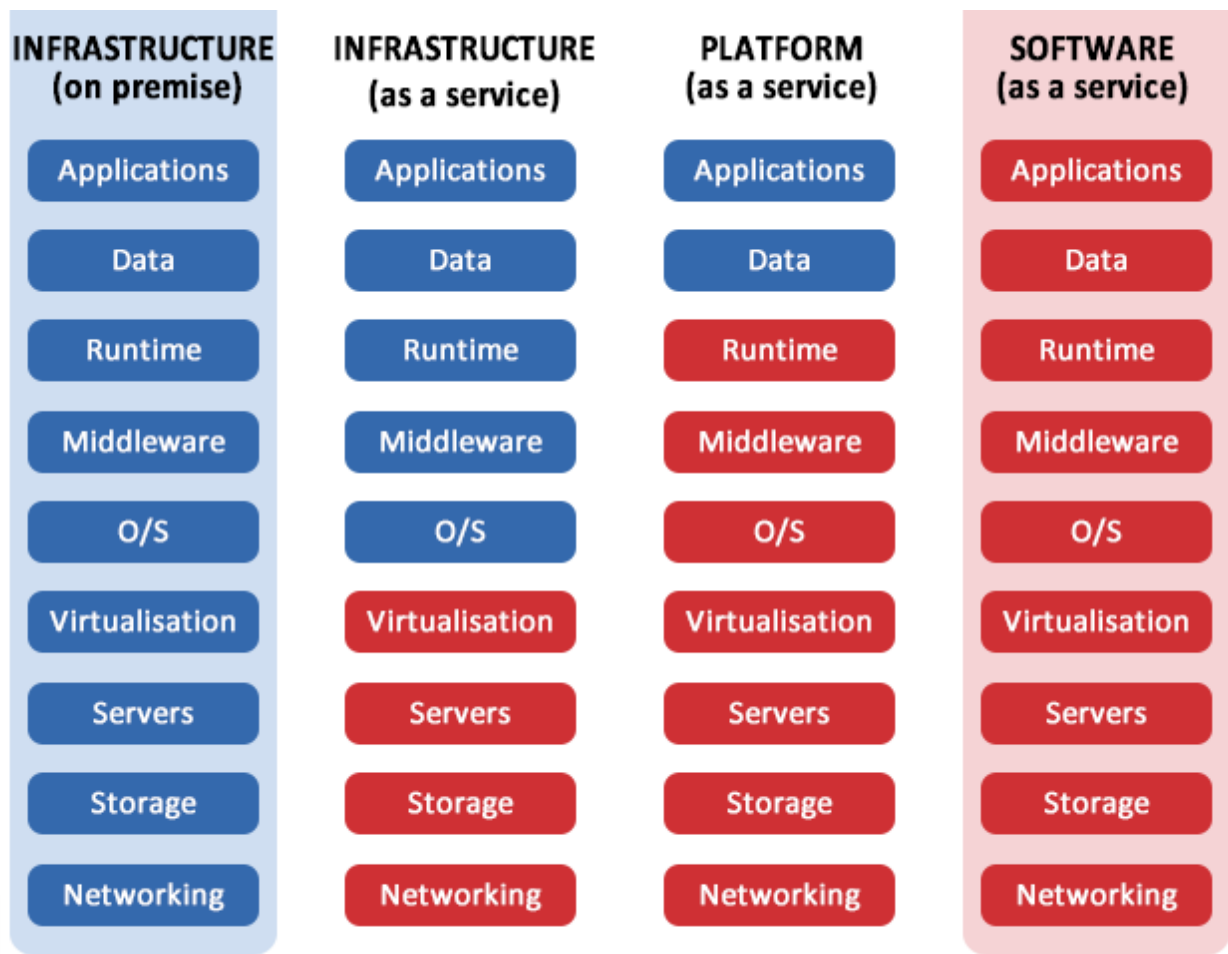 INFRASTRUCTURE
(on premise)
Applications
Data
Runtime
Middleware
O/S
Virtualisation
Servers
Storage
Networking
INFRASTRUCTURE
(as a service)
Applications
Data
Runtime
Middleware
O/S
Virtualisation
Servers
Storage
Networking
PLATFORM
(as a service)
Applications
Data
Runtime
Middleware
O/S
Virtualisation
Servers
Storage
Networking
SOFTWARE
(as a service)
Applications
Data
Runtime
Middleware
O/S
Virtualisation
Servers
Storage
Networking